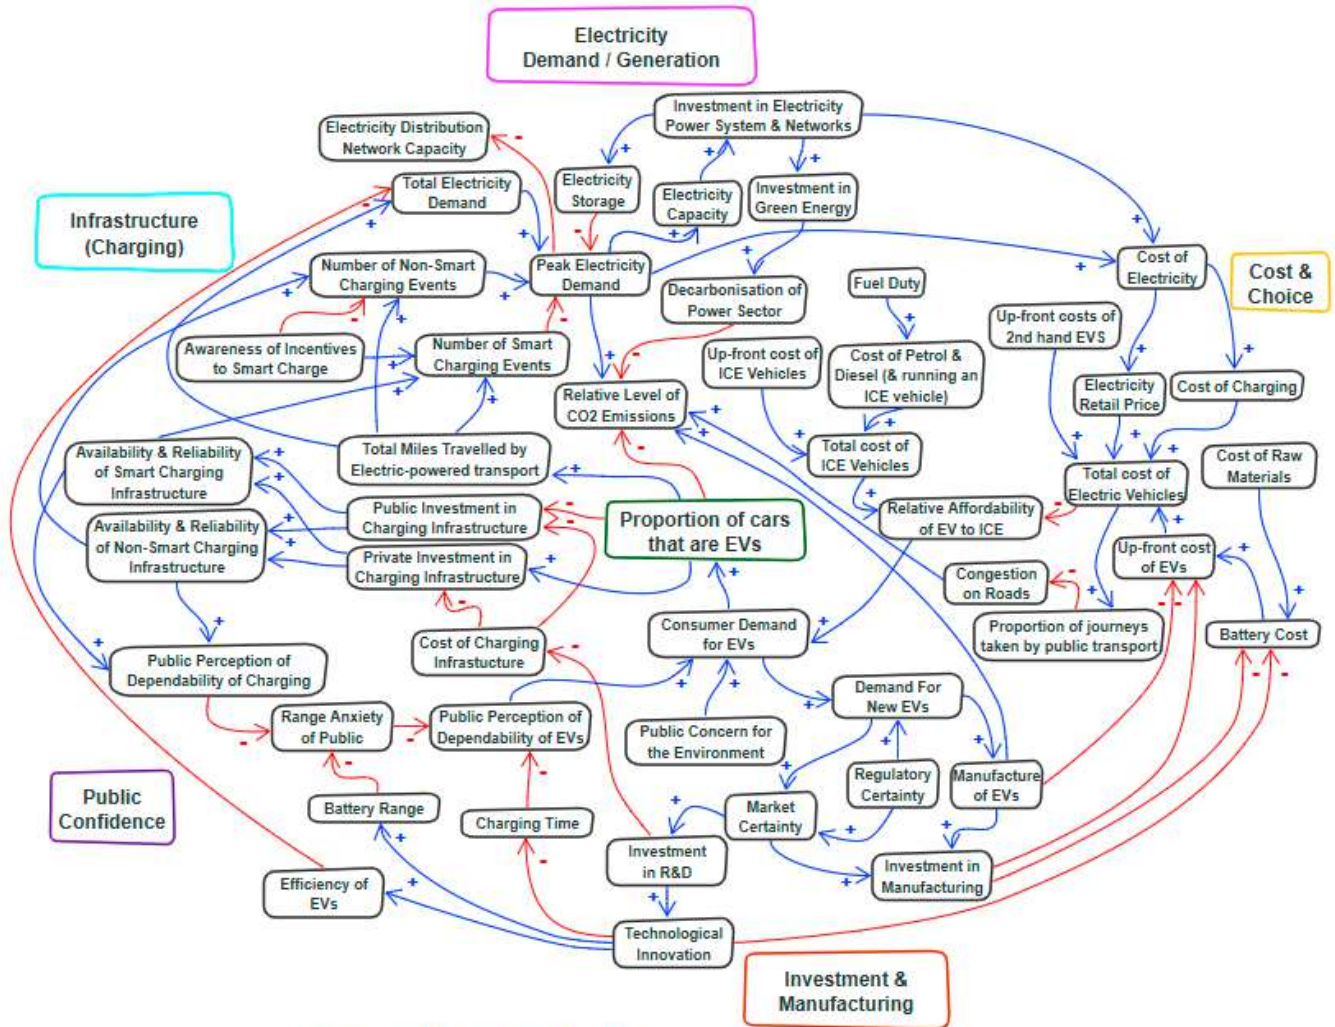 Electricity
Demand / Generation
Investment in Electricity
Power System & Networks
Electricity Distribution
Network Capacity
Total Electricity
Demand
Electricity
Storage
Electricity
Capacity
Investment in
Green Energy
Infrastructure
(Charging)
Number of Non-Smart
Charging Events
Peak Electricity
Demand
Decarbonisation of
Power Sector
Fuel Duty
Cost of
Electricity
Cost &
Choice
Awareness of Incentives
to Smart Charge
Number of Smart
Charging Events
Up-front cost of
ICE Vehicles
Cost of Petrol &
Diesel (& running an
ICE vehicle)
Up-front costs of
2nd hand EVS
Relative Level of
CO2 Emissions
Electricity
Retail Price
Cost of Charging
Availability & Reliability
of Smart Charging
Infrastructure
Total Miles Travelled by
Electric-powered transport
Total cost of
ICE Vehicles
Total cost of
Electric Vehicles
Cost of Raw
Materials
Public Investment in
Charging Infrastructure
Proportion of cars
that are EVs
Relative Affordability
of EV to ICE
Availability & Reliability
of Non-Smart Charging
Infrastructure
Private Investment in
Charging Infrastructure
Up-front cost
of EVs
Congestion
on Roads
Cost of Charging
Infrastucture
Consumer Demand
for EVs
Proportion of journeys
taken by public transport
Battery Cost
Public Perception of
Dependability of Charging
Range Anxiety
of Public
Public Perception of
Dependability of EVs
Public Concern for
the Environment
Demand For
New EVs
Public
Confidence
Battery Range
Charging Time
Market
Certainty
Regulatory
Certainty
Manufacture
of EVs
Investment
in R&D
Investment in
Manufacturing
Efficiency of
EVs
Technological
Innovation
Investment &
Manufacturing